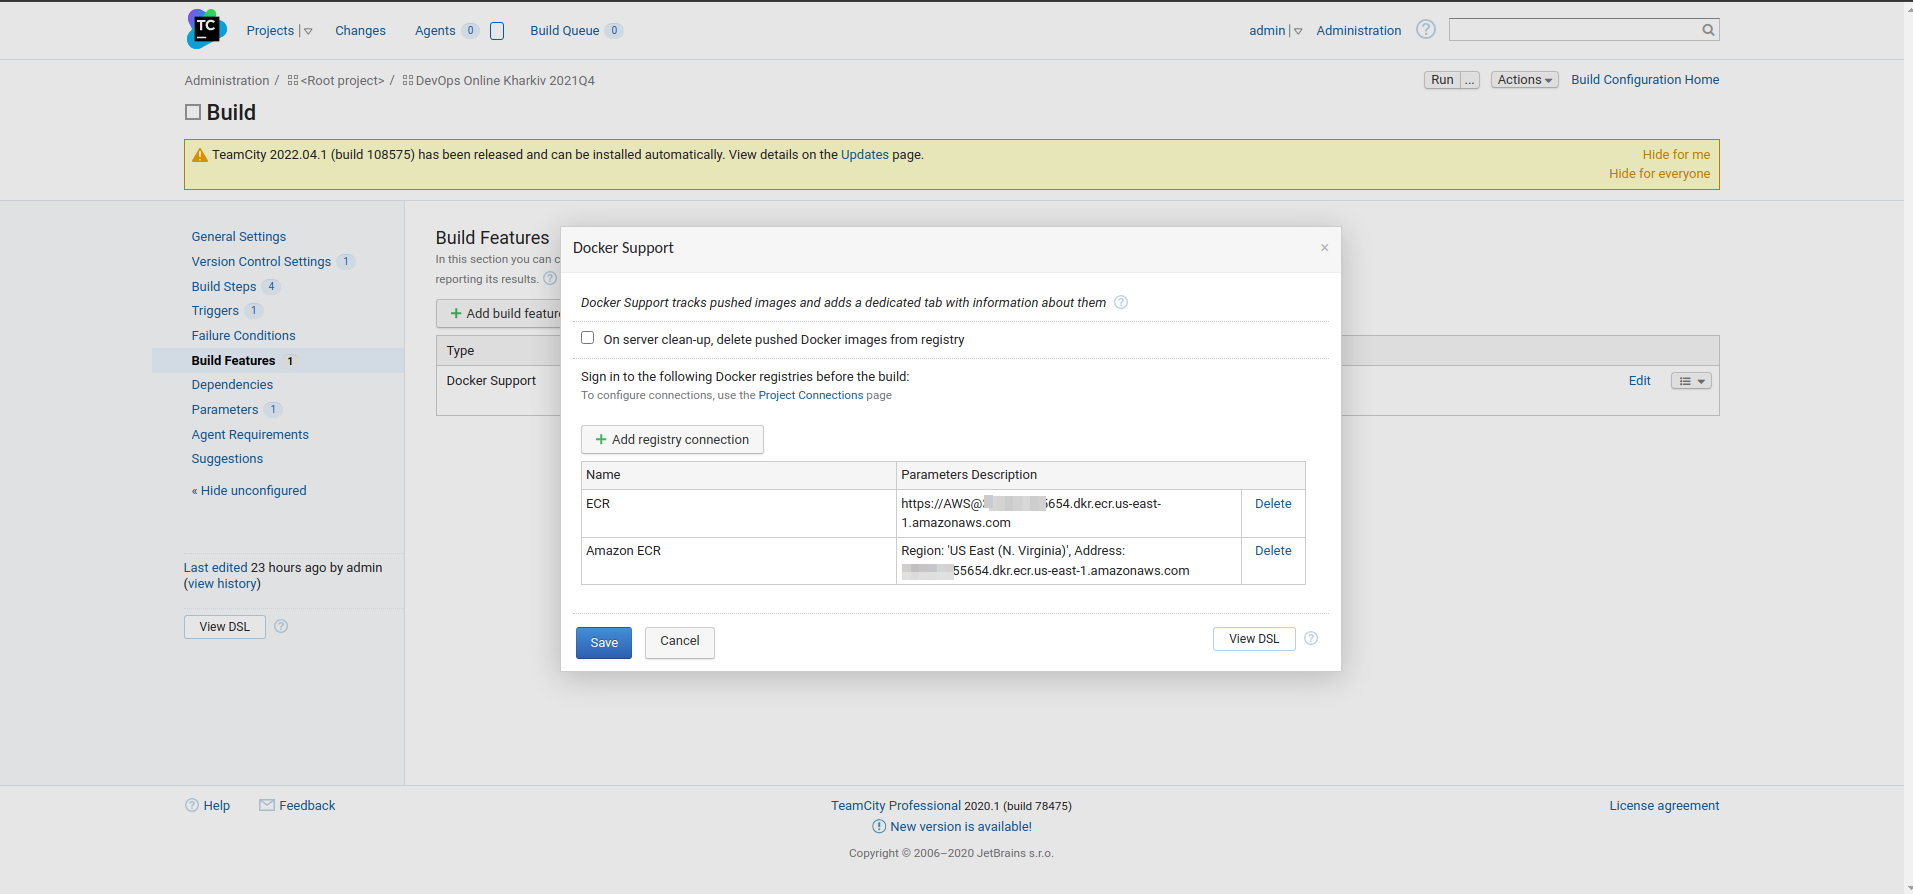 TC
Projects
Changes
Agents 0
Build Queue 0
admin
Administration
Administration / <Root project> / DevOps Online Kharkiv 2021Q4
Run ...
Actions
Build Configuration Home
Build
TeamCity 2022.04.1 (build 108575) has been released and can be installed automatically. View details on the Updates page.
Hide for me
Hide for everyone
General Settings
Version Control Settings 1
Build Steps 4
Triggers 1
Failure Conditions
Build Features 1
Dependencies
Parameters 1
Agent Requirements
Suggestions
« Hide unconfigured
Last edited 23 hours ago by admin
(view history)
View DSL
Build Features
In this section you can c
reporting its results.
Add build featur
Type
Docker Support
Edit
Docker Support
×
Docker Support tracks pushed images and adds a dedicated tab with information about them
On server clean-up, delete pushed Docker images from registry
Sign in to the following Docker registries before the build:
To configure connections, use the Project Connections page
Add registry connection
Name Parameters Description
ECR
https://AWS@ 5654.dkr.ecr.us-east-
1.amazonaws.com
Delete
Amazon ECR
Region: 'US East (N. Virginia)', Address:
55654.dkr.ecr.us-east-1.amazonaws.com
Delete
Save
Cancel
View DSL
Help
Feedback
TeamCity Professional 2020.1 (build 78475)
New version is available!
Copyright © 2006–2020 JetBrains s.r.o.
License agreement